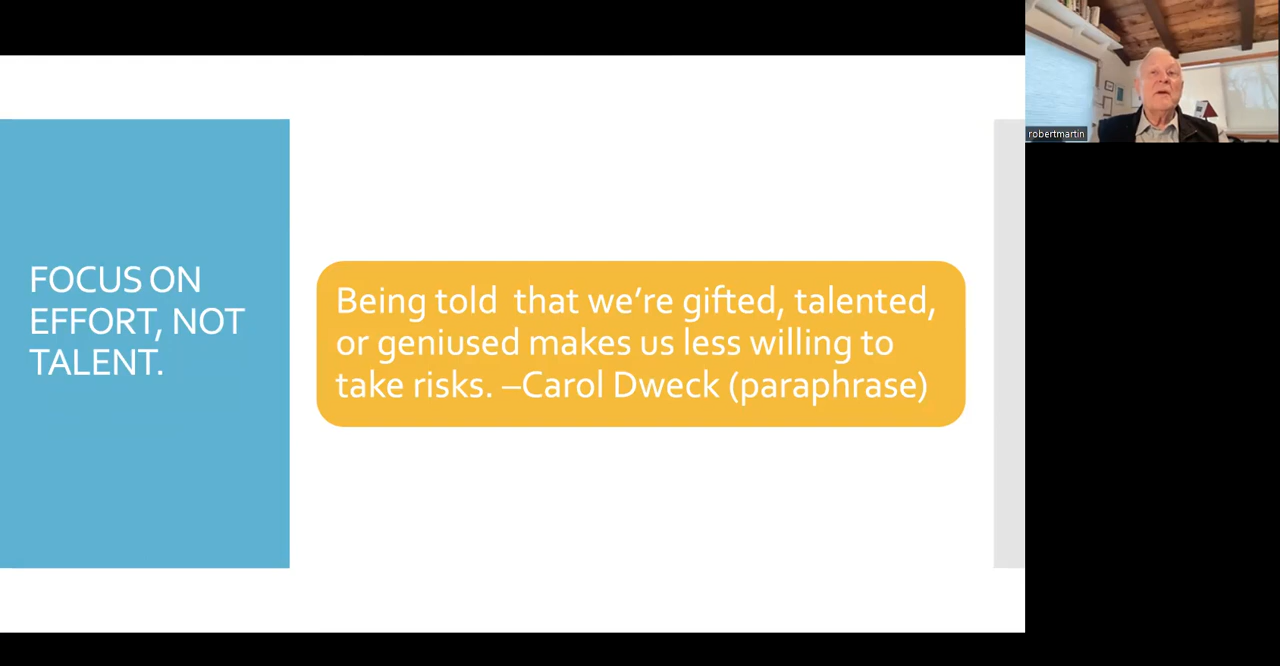 FOCUS ON
EFFORT, NOT
TALENT.
Being told  that we’re gifted, talented,
or geniused makes us less willing to
take risks. –Carol Dweck (paraphrase)
robertmartin